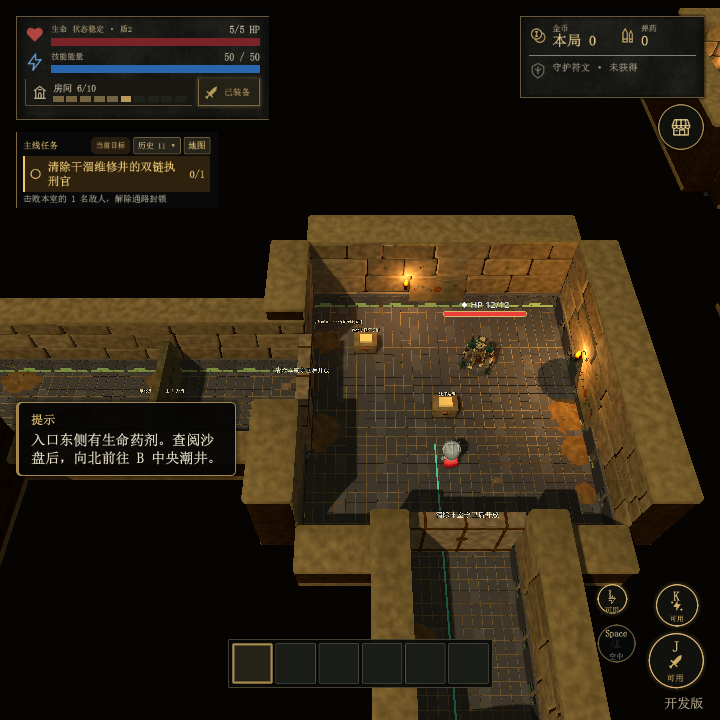 生命 状态稳定 · 盾2
5/5 HP
技能能量
50 / 50
房间 6/10
已装备
金币
本局 0
弹药
0
守护符文 · 未获得
主线任务
当前目标
历史 11
地图
清除干涸维修井的双链执刑官
0/1
击败本室的 1 名敌人，解除通路封锁
HP 12/12
提示
入口东侧有生命药剂。查阅沙
盘后，向北前往 B 中央潮井。
L
可用
K
可用
Space
空中
J
可用
开发版